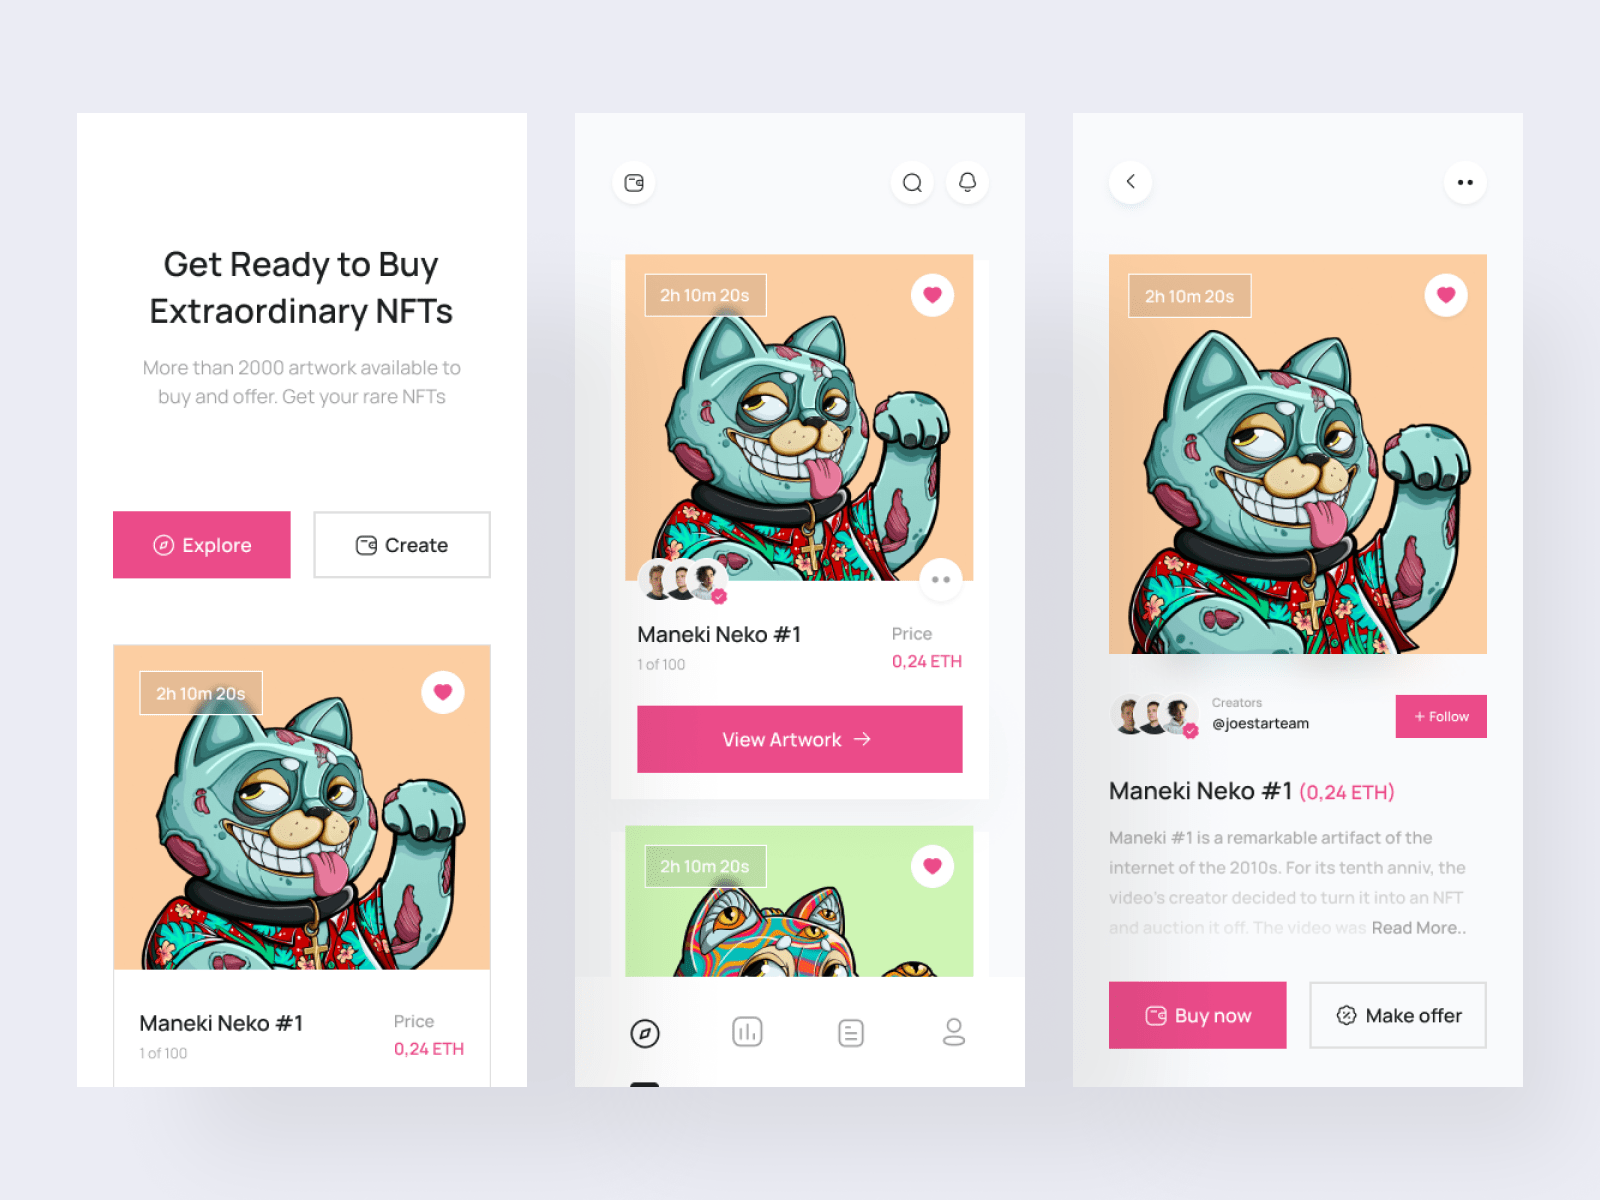 Get Ready to Buy
Extraordinary NFTs
More than 2000 artwork available to
buy and offer. Get your rare NFTs
Explore
Create
2h 10m 20s
Maneki Neko #1
1 of 100
Price
0,24 ETH
2h 10m 20s
Maneki Neko #1
1 of 100
Price
0,24 ETH
View Artwork
2h 10m 20s
2h 10m 20s
Creators
@joestarteam
+ Follow
Maneki Neko #1 (0,24 ETH)
Maneki #1 is a remarkable artifact of the
internet of the 2010s. For its tenth anniv, the
video's creator decided to turn it into an NFT
and auction it off. The video was Read More..
Buy now
Make offer